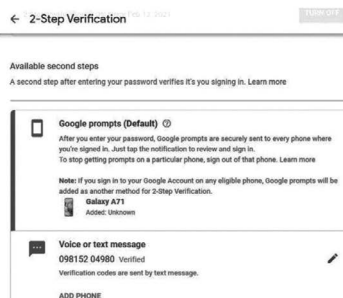 ← 2-Step Verification
TURN OFF
Available second steps
A second step after entering your password verifies it's you signing in. Learn more
Google prompts (Default)
After you enter your password, Google prompts are securely sent to every phone where
you're signed in. Just tap the notification to review and sign in.
To stop getting prompts on a particular phone, sign out of that phone. Learn more
Note: If you sign in to your Google Account on any eligible phone, Google prompts will be
added as another method for 2-Step Verification.
Galaxy A71
Added: Unknown
Voice or text message
098152 04980 Verified
Verification codes are sent by text message.
ADD PHONE